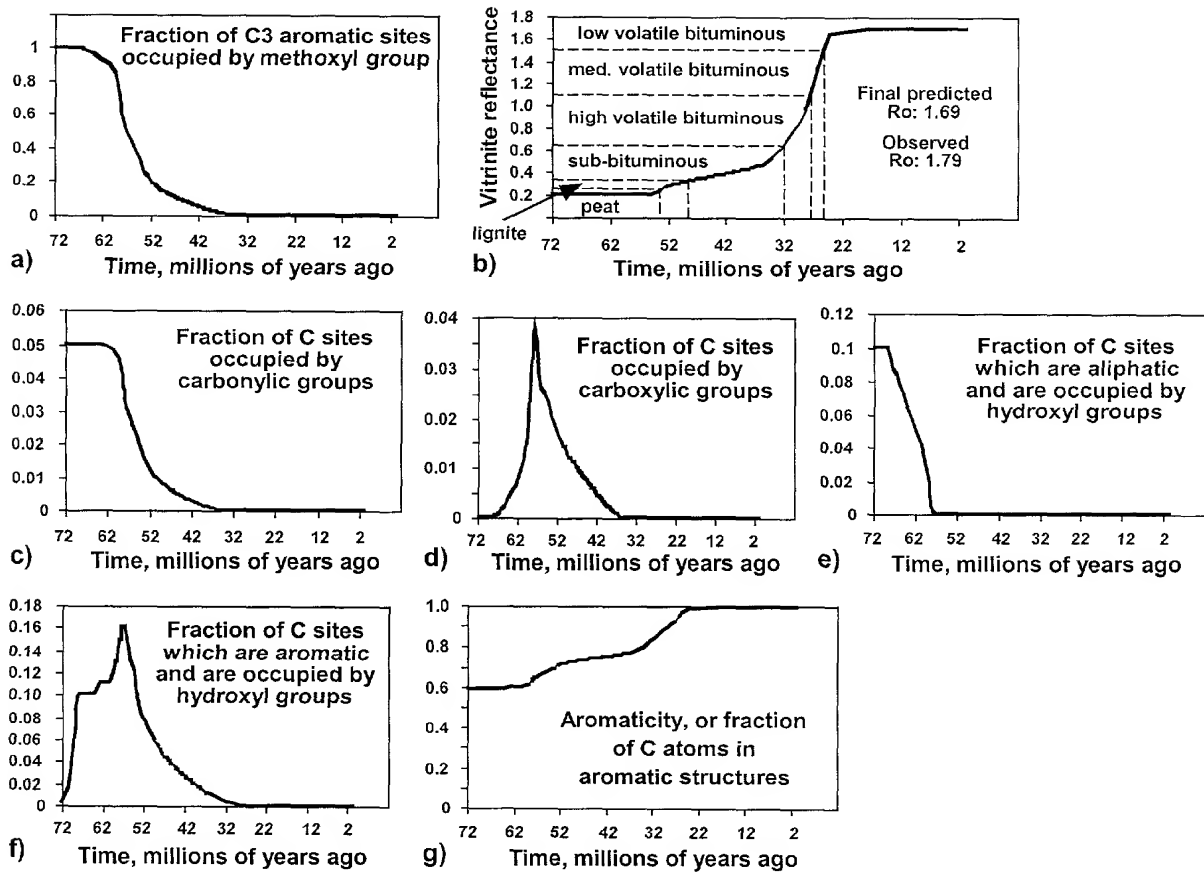 Fraction of C3 aromatic sites
occupied by methoxyl group
1
0.8
0.6
0.4
0.2
0
72 62 52 42 32 22 12 2
a)
Time, millions of years ago
Vitrinite reflectance
1.8
1.6
1.4
1.2
1.0
0.8
0.6
0.4
0.2
low volatile bituminous
med. volatile bituminous
high volatile bituminous
sub-bituminous
peat
lignite
Final predicted
Ro: 1.69
Observed
Ro: 1.79
72 62 52 42 32 22 12 2
b)
Time, millions of years ago
0.06
0.05
0.04
0.03
0.02
0.01
0
Fraction of C sites
occupied by
carbonylic groups
72 62 52 42 32 22 12 2
c)
Time, millions of years ago
0.04
0.03
0.02
0.01
0
Fraction of C sites
occupied by
carboxylic groups
72 62 52 42 32 22 12 2
d)
Time, millions of years ago
0.12
0.1
0.08
0.06
0.04
0.02
0
Fraction of C sites
which are aliphatic
and are occupied by
hydroxyl groups
72 62 52 42 32 22 12 2
e)
Time, millions of years ago
0.18
0.16
0.14
0.12
0.10
0.08
0.06
0.04
0.02
0
Fraction of C sites
which are aromatic
and are occupied by
hydroxyl groups
72 62 52 42 32 22 12 2
f)
Time, millions of years ago
1.0
0.8
0.6
0.4
0.2
0
Aromaticity, or fraction
of C atoms in
aromatic structures
72 62 52 42 32 22 12 2
g)
Time, millions of years ago